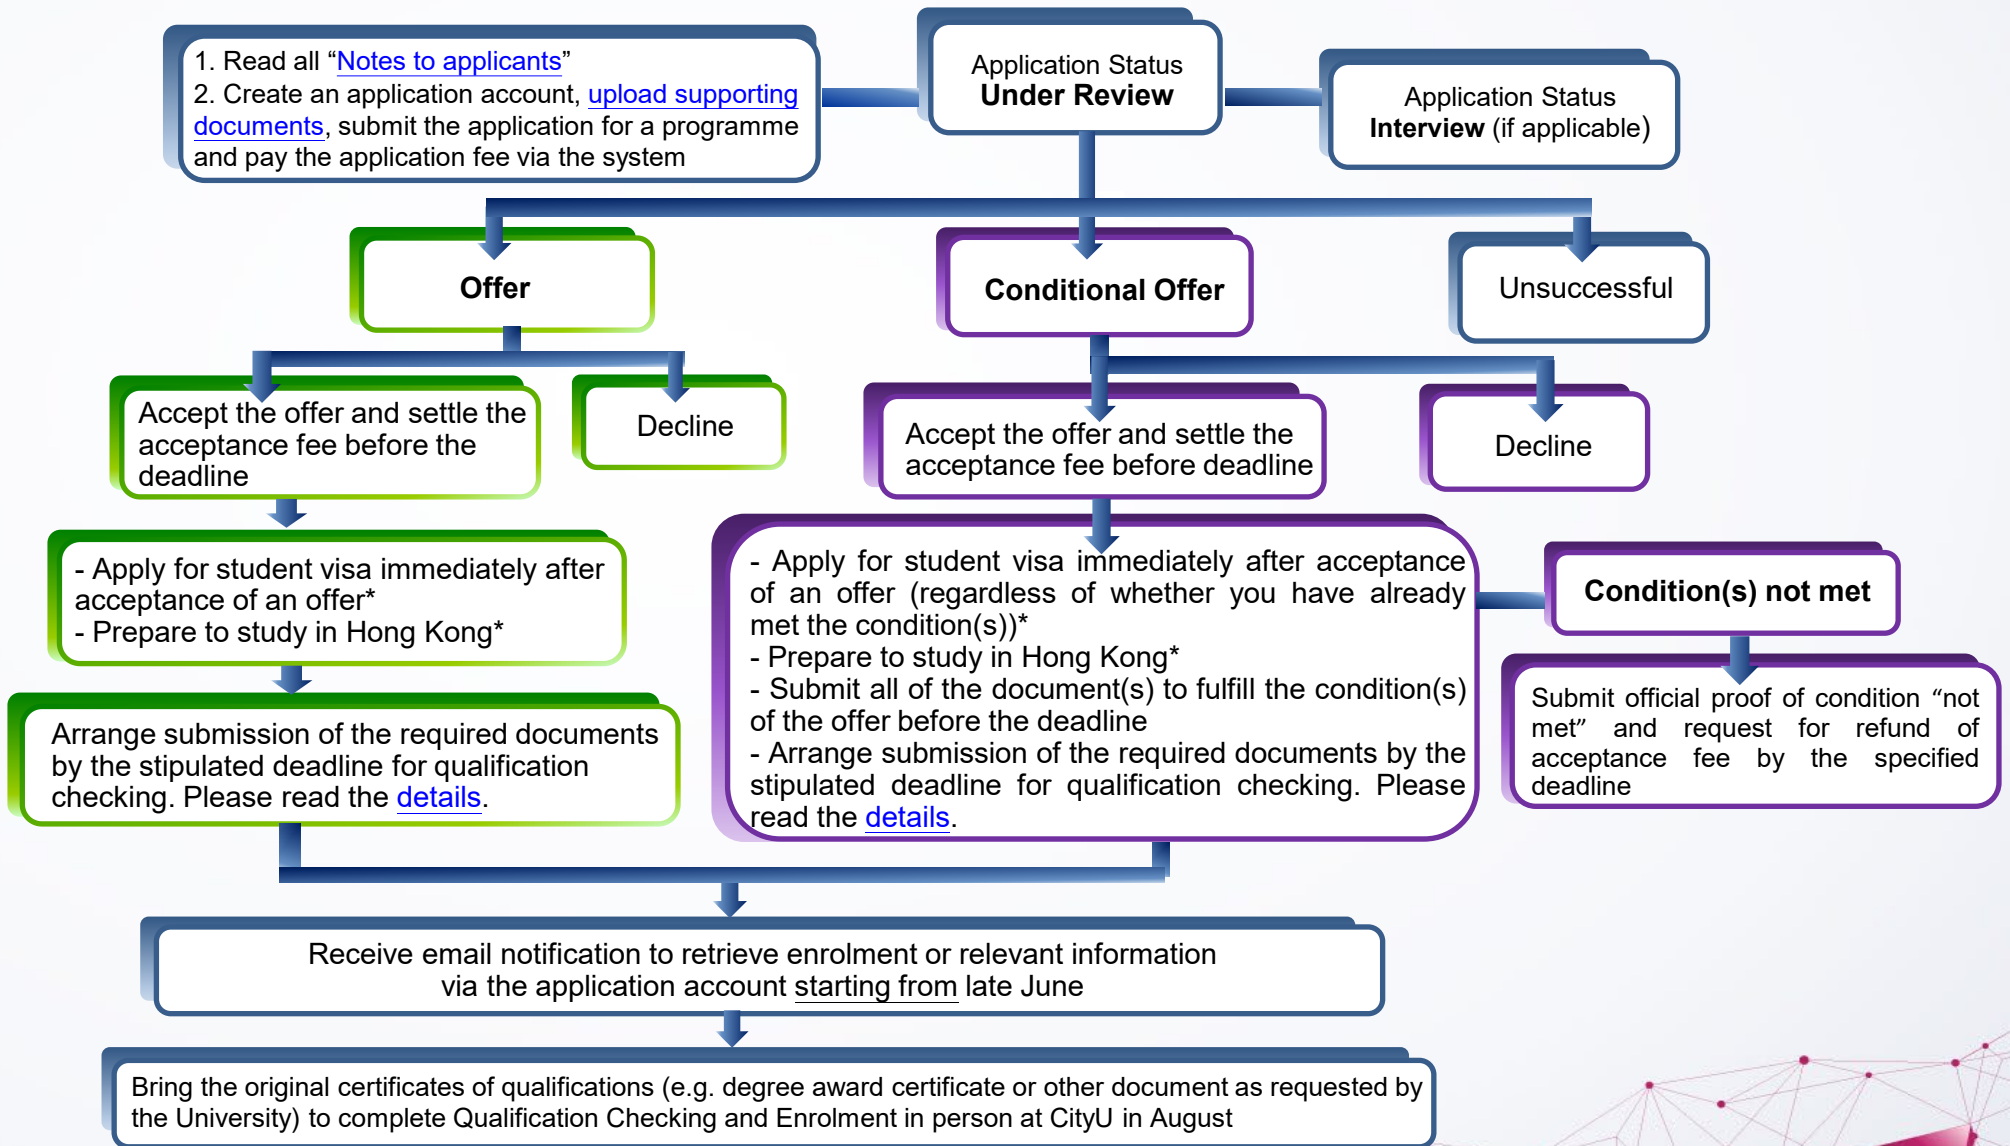 1. Read all “Notes to applicants”
2. Create an application account, upload supporting
documents, submit the application for a programme
and pay the application fee via the system
Application Status
Under Review
Application Status
Interview (if applicable)
Offer
Conditional Offer
Unsuccessful
Accept the offer and settle the
acceptance fee before the
deadline
Decline
Accept the offer and settle the
acceptance fee before deadline
Decline
- Apply for student visa immediately after
acceptance of an offer*
- Prepare to study in Hong Kong*
- Apply for student visa immediately after acceptance
of an offer (regardless of whether you have already
met the condition(s))*
- Prepare to study in Hong Kong*
- Submit all of the document(s) to fulfill the condition(s)
of the offer before the deadline
- Arrange submission of the required documents by the
stipulated deadline for qualification checking. Please
read the details.
Condition(s) not met
Submit official proof of condition “not
met” and request for refund of
acceptance fee by the specified
deadline
Arrange submission of the required documents
by the stipulated deadline for qualification
checking. Please read the details.
Receive email notification to retrieve enrolment or relevant information
via the application account starting from late June
Bring the original certificates of qualifications (e.g. degree award certificate or other document as requested by
the University) to complete Qualification Checking and Enrolment in person at CityU in August